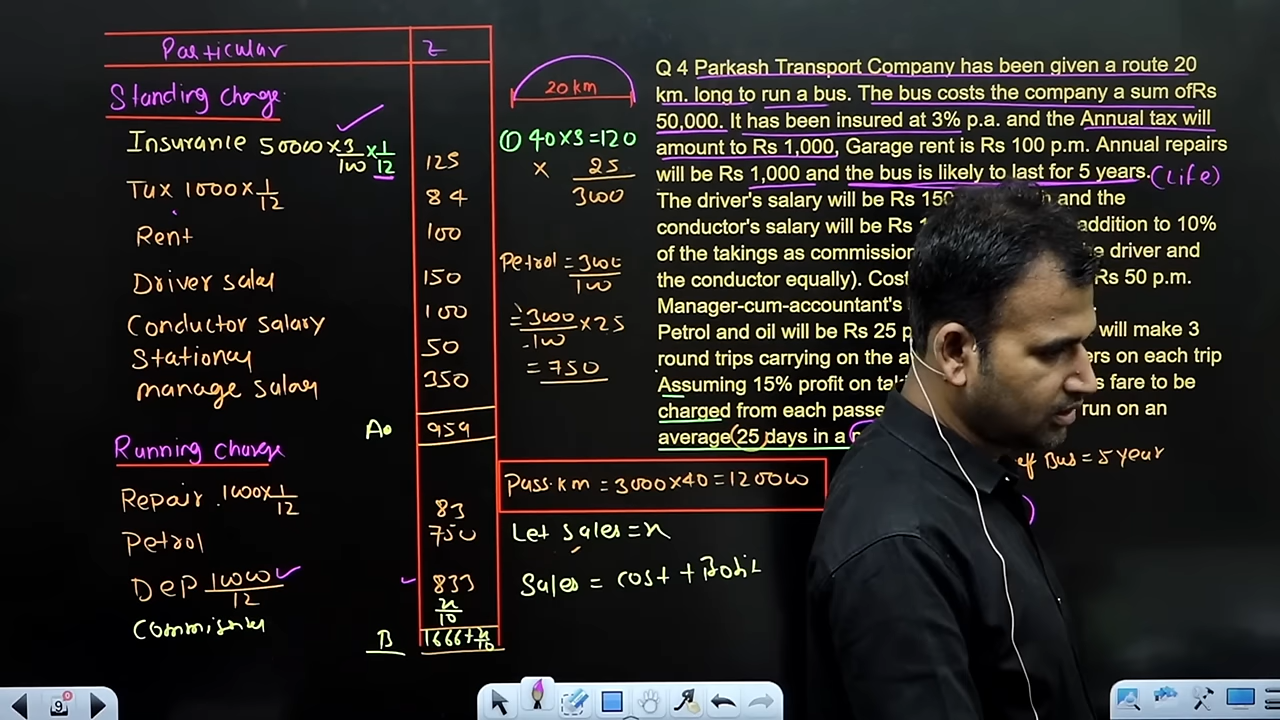 Particular ₹
Standing charge
Insurance 50000 × 3/100 × 1/12 125
Tax 1000 × 1/12 84
Rent 100
Driver salary 150
Conductor salary 100
Stationery 50
manage salary 350
A. 959
Running charge
Repair 1000 × 1/12 83
Petrol 750
Dep 10000/12 833
Commission x/10
B 1666 + x/10
20 km
① 40 × 3 = 120
× 25
3000
Petrol = 3000/100
= 3000/100 × 25
= 750
Pass. km = 3000 × 40 = 120000
Let sales = x
Sales = cost + Profit
Q 4 Parkash Transport Company has been given a route 20
km. long to run a bus. The bus costs the company a sum ofRs
50,000. It has been insured at 3% p.a. and the Annual tax will
amount to Rs 1,000, Garage rent is Rs 100 p.m. Annual repairs
will be Rs 1,000 and the bus is likely to last for 5 years. (Life)
The driver's salary will be Rs 150 and the
conductor's salary will be Rs addition to 10%
of the takings as commission driver and
the conductor equally). Cost Rs 50 p.m.
Manager-cum-accountant's
Petrol and oil will be Rs 25 will make 3
round trips carrying on the on each trip
Assuming 15% profit on fare to be
charged from each run on an
average 25 days in a
of Bus = 5 year
9
0